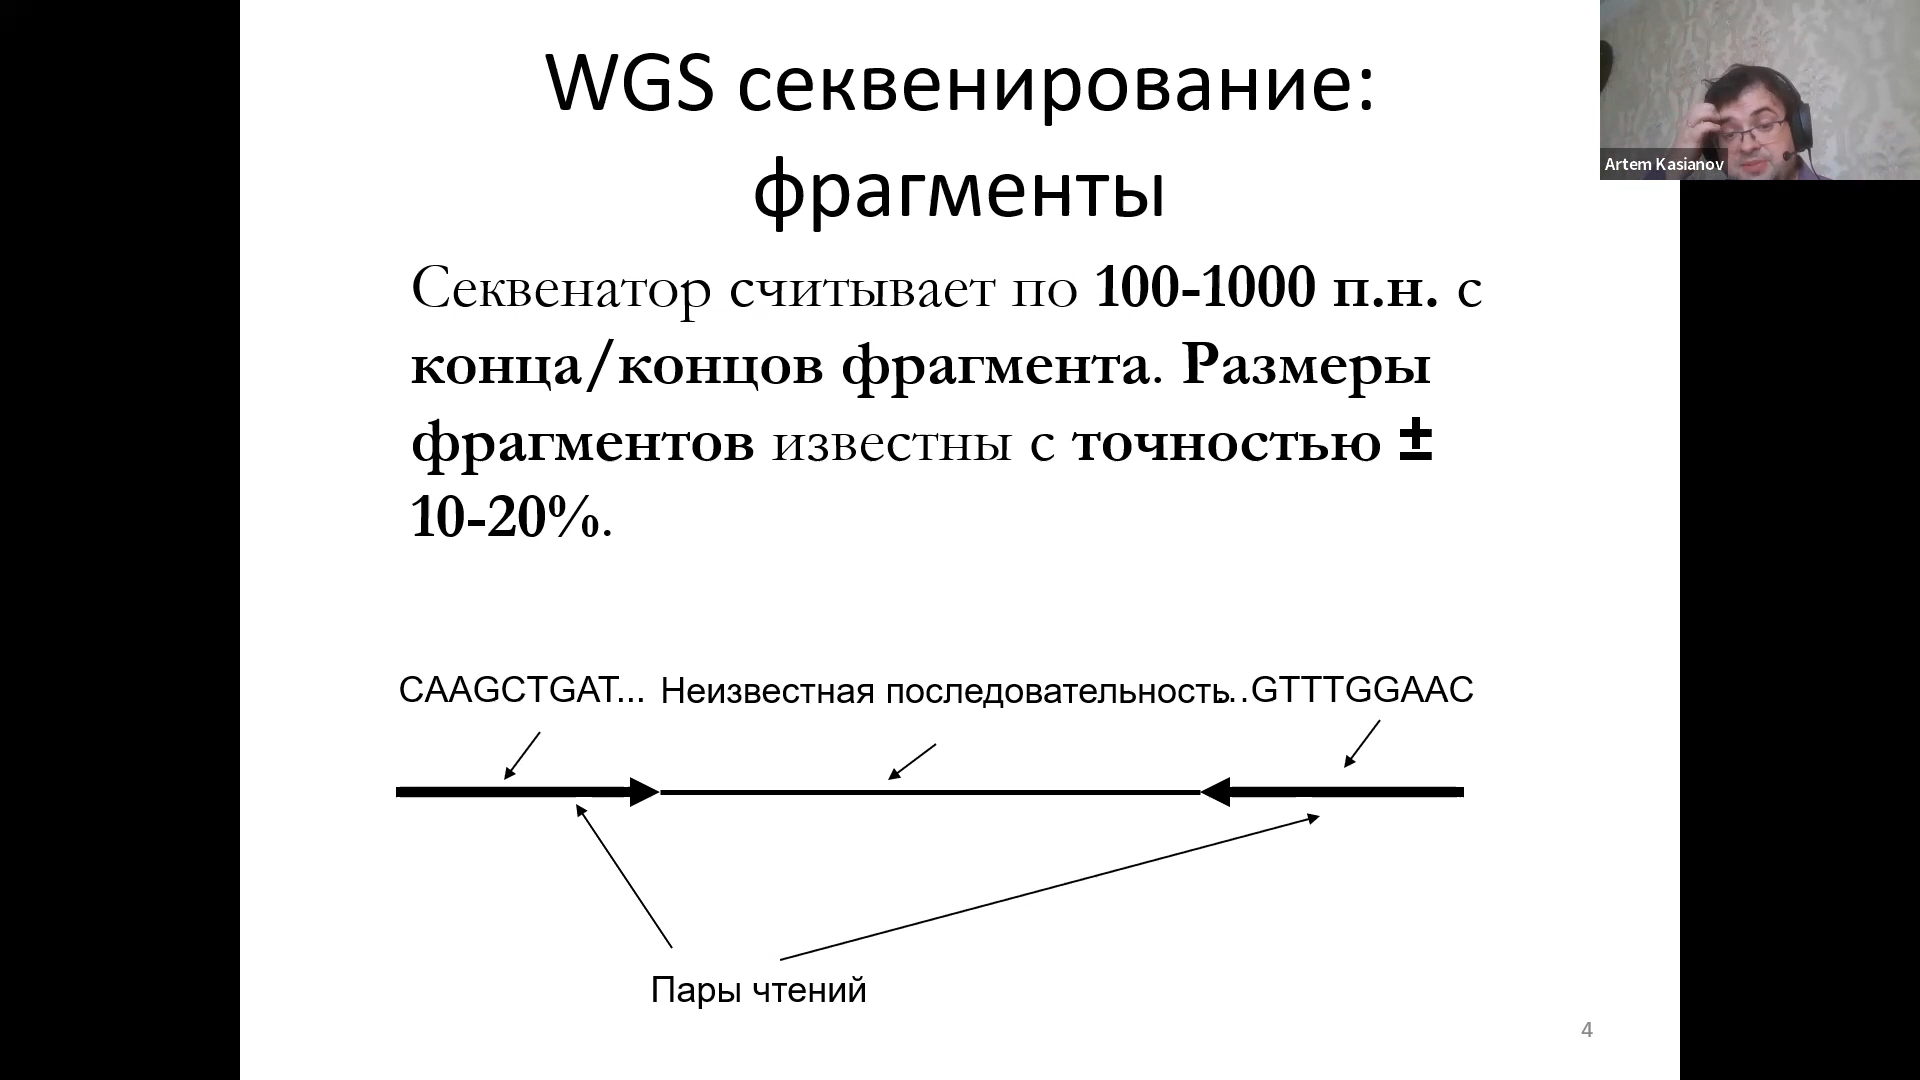 WGS секвенирование:
фрагменты
Artem Kasianov
Секвенатор считывает по 100-1000 п.н. с
конца/концов фрагмента. Размеры
фрагментов известны с точностью ±
10-20%.
CAAGCTGAT... Неизвестная последовательность ...GTTTGGAAC
Пары чтений
4